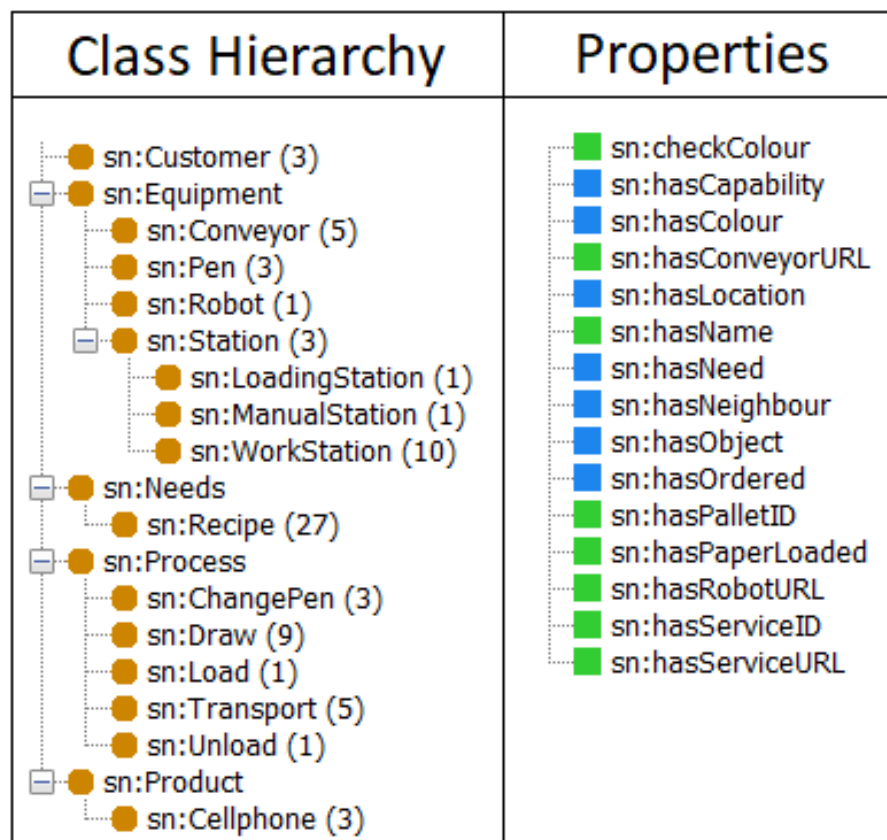 Class Hierarchy
sn:Customer (3)
sn:Equipment
sn:Conveyor (5)
sn:Pen (3)
sn:Robot (1)
sn:Station (3)
sn:LoadingStation (1)
sn:ManualStation (1)
sn:WorkStation (10)
sn:Needs
sn:Recipe (27)
sn:Process
sn:ChangePen (3)
sn:Draw (9)
sn:Load (1)
sn:Transport (5)
sn:Unload (1)
sn:Product
sn:Cellphone (3)
Properties
sn:checkColour
sn:hasCapability
sn:hasColour
sn:hasConveyorURL
sn:hasLocation
sn:hasName
sn:hasNeed
sn:hasNeighbour
sn:hasObject
sn:hasOrdered
sn:hasPalletID
sn:hasPaperLoaded
sn:hasRobotURL
sn:hasServiceID
sn:hasServiceURL